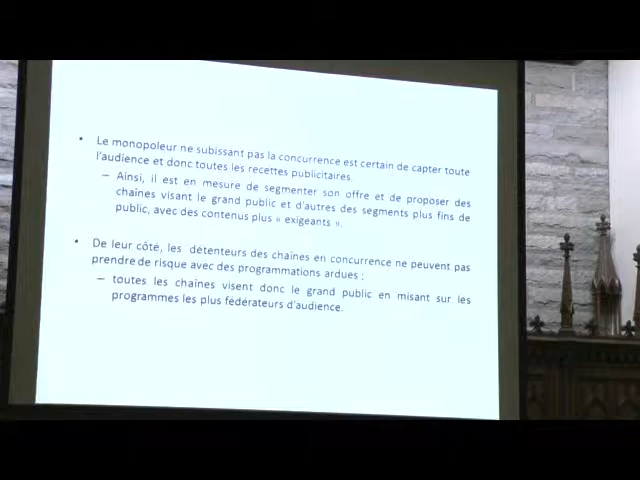 • Le monopoleur ne subissant pas la concurrence est certain de capter toute
l'audience et donc toutes les recettes publicitaires.
– Ainsi, il est en mesure de segmenter son offre et de proposer des
chaînes visant le grand public et d'autres des segments plus fins de
public, avec des contenus plus « exigeants ».
• De leur côté, les détenteurs des chaînes en concurrence ne peuvent pas
prendre de risque avec des programmations ardues ;
– toutes les chaînes visent donc le grand public en misant sur les
programmes les plus fédérateurs d'audience.